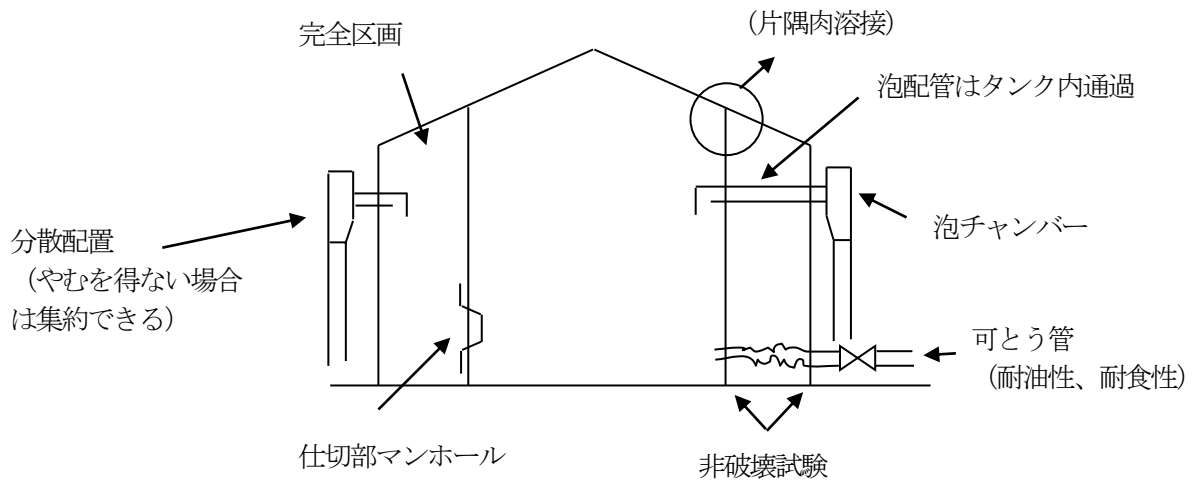 完全区画
（片隅肉溶接）
泡配管はタンク内通過
分散配置
（やむを得ない場合
は集約できる）
泡チャンバー
可とう管
（耐油性、耐食性）
仕切部マンホール
非破壊試験